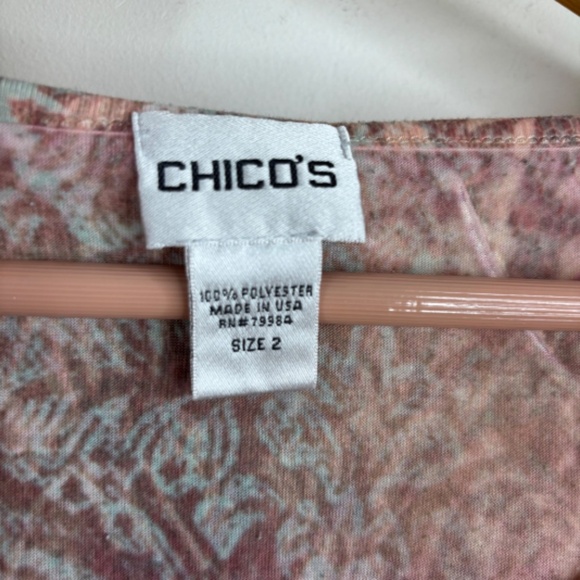 CHICO'S
100% POLYESTER
MADE IN USA
RN# 79984
SIZE 2